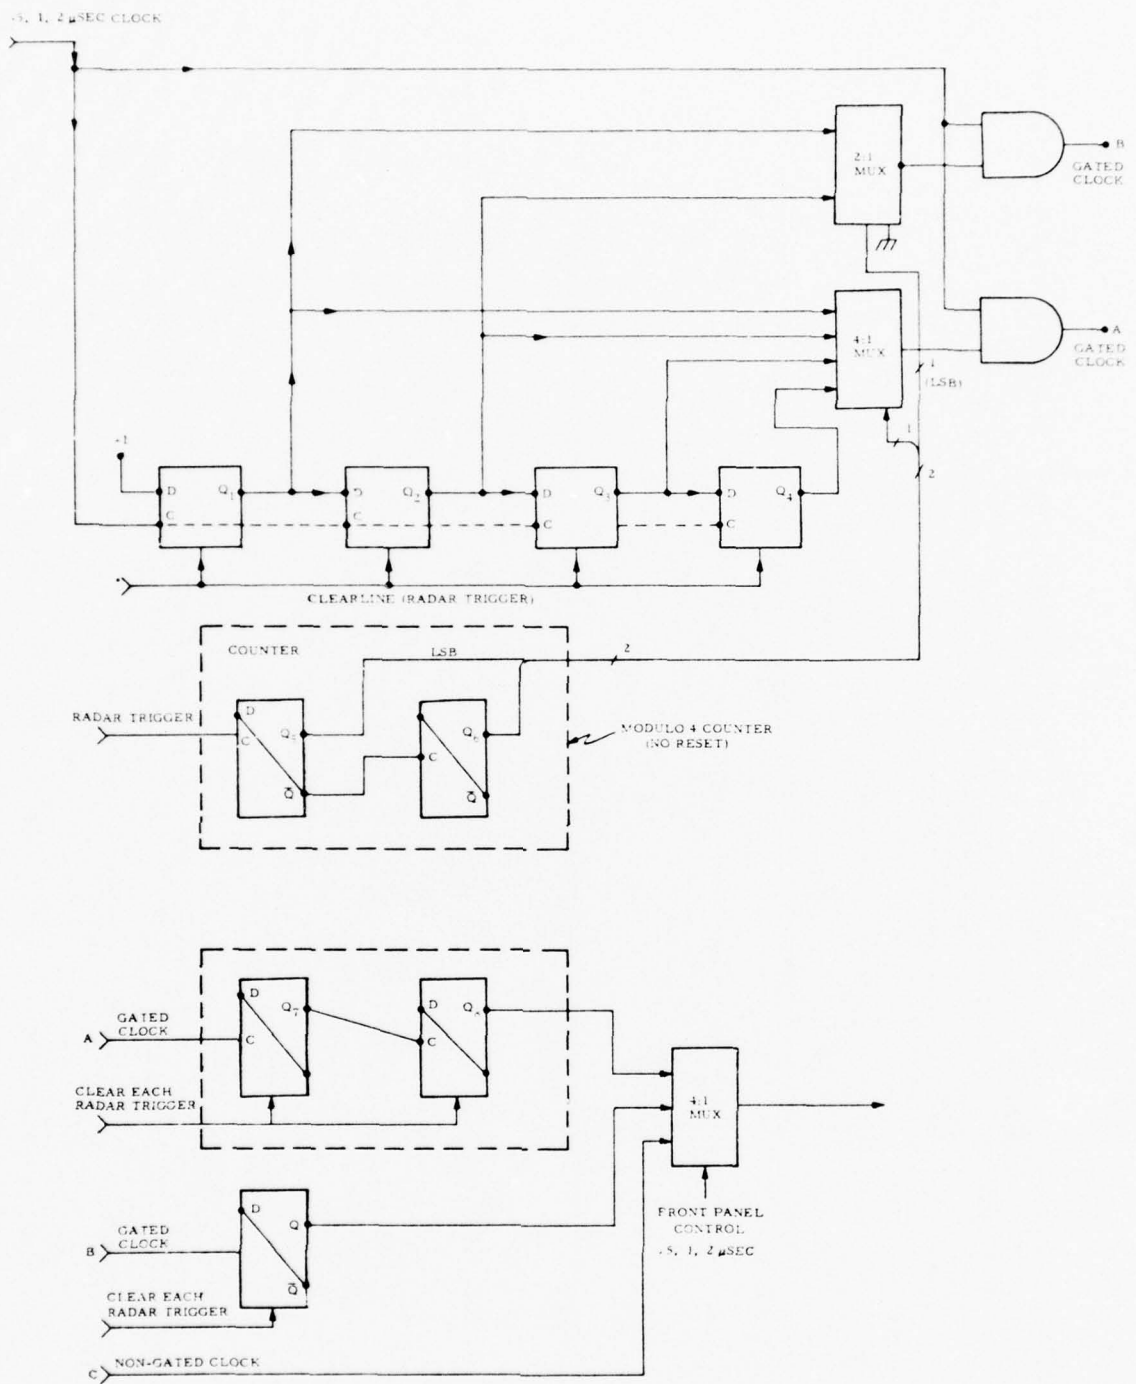 .5, 1, 2 µSEC CLOCK
2:1
MUX
B
GATED
CLOCK
4:1
MUX
A
GATED
CLOCK
1
(LSB)
1
2
D
Q1
C
D
Q2
C
D
Q3
C
D
Q4
C
CLEARLINE (RADAR TRIGGER)
COUNTER
LSB
2
RADAR TRIGGER
D
C
Q̄
C
Q6
Q̄
MODULO 4 COUNTER
(NO RESET)
A
GATED
CLOCK
D
Q7
C
D
C
CLEAR EACH
RADAR TRIGGER
4:1
MUX
FRONT PANEL
CONTROL
.5, 1, 2 µSEC
B
GATED
CLOCK
D
Q
Q̄
CLEAR EACH
RADAR TRIGGER
C
NON-GATED CLOCK